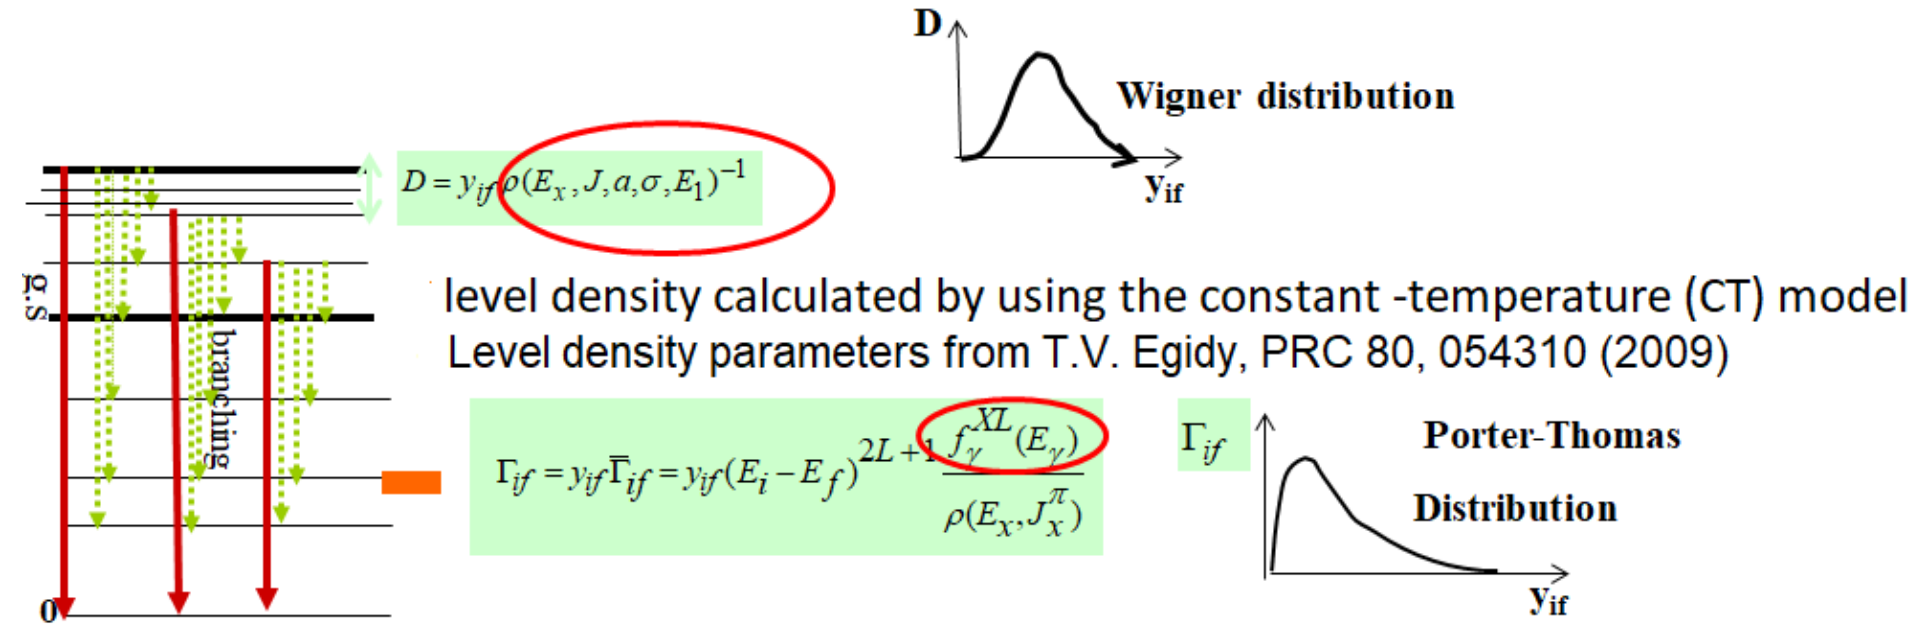 D
Wigner distribution
y_if
D = y_if ρ(E_x, J, a, σ, E_1)^{-1}
g.s
level density calculated by using the constant -temperature (CT) model
Level density parameters from T.V. Egidy, PRC 80, 054310 (2009)
branching
Γ_if = y_if Γ̅_if = y_if (E_i − E_f)^{2L+1} f_γ^{XL}(E_γ) / ρ(E_x, J_x^π)
Γ_if
Porter-Thomas
Distribution
y_if
0